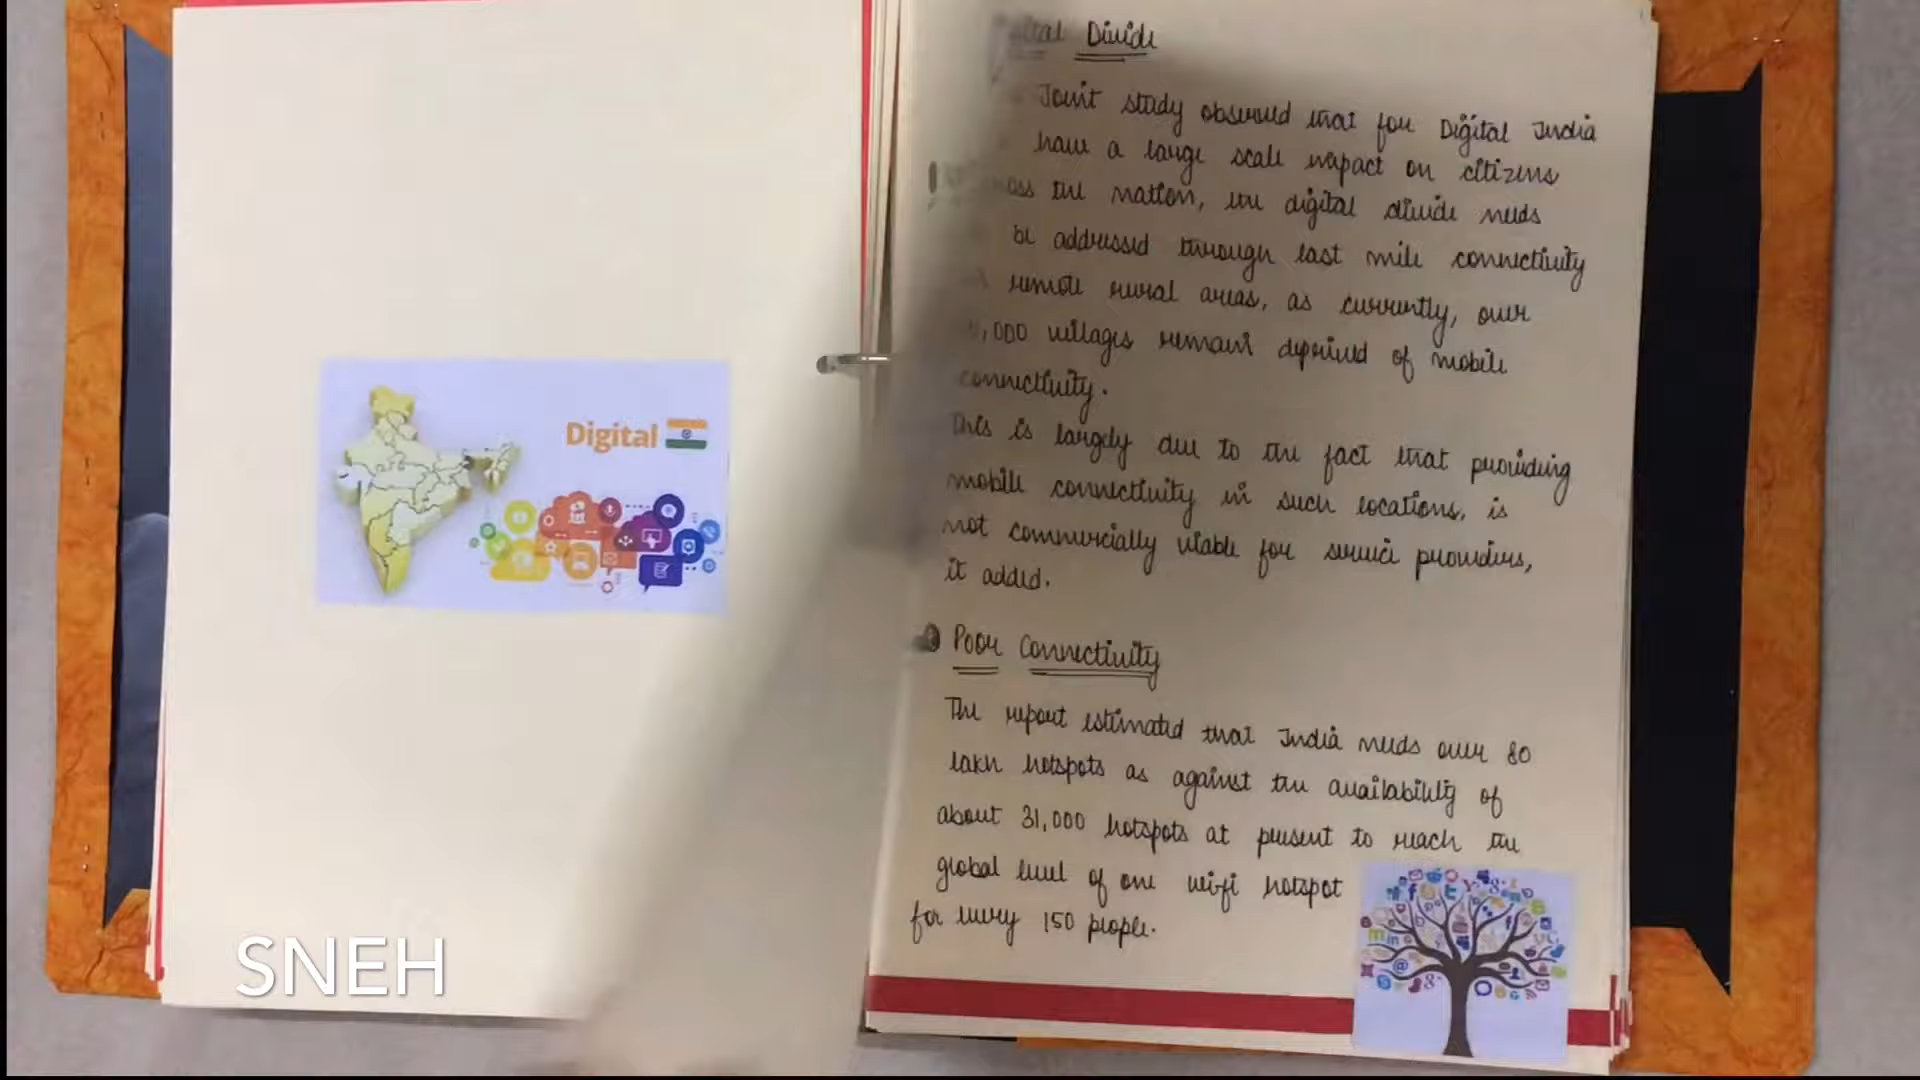 Digital
SNEH
Divide
Joint study observed that for Digital India
have a large scale impact on citizens
the nation, the digital divide needs
be addressed through last mile connectivity
remote rural areas, as currently, over
villages remain deprived of mobile
connectivity.
This is largely due to the fact that providing
mobile connectivity in such locations, is
not commercially viable for service providers,
it added.
Poor Connectivity
The report estimated that India needs over 80
lakh hotspots as against the availability of
about 31,000 hotspots at present to reach the
global level of one wi-fi hotspot
for every 150 people.